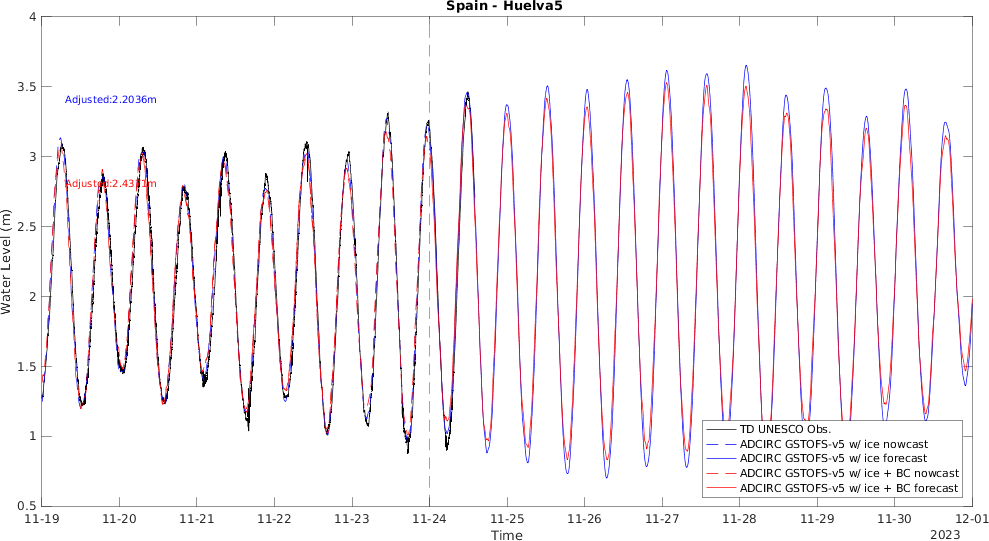 Spain - Huelva5
4
3.5
3
2.5
2
1.5
1
0.5
Water Level (m)
Adjusted:2.2036m
TD UNESCO Obs.
ADCIRC GSTOFS-v5 w/ ice nowcast
ADCIRC GSTOFS-v5 w/ ice forecast
ADCIRC GSTOFS-v5 w/ ice + BC nowcast
ADCIRC GSTOFS-v5 w/ ice + BC forecast
11-19 11-20 11-21 11-22 11-23 11-24 11-25 11-26 11-27 11-28 11-29 11-30 12-01
Time
2023